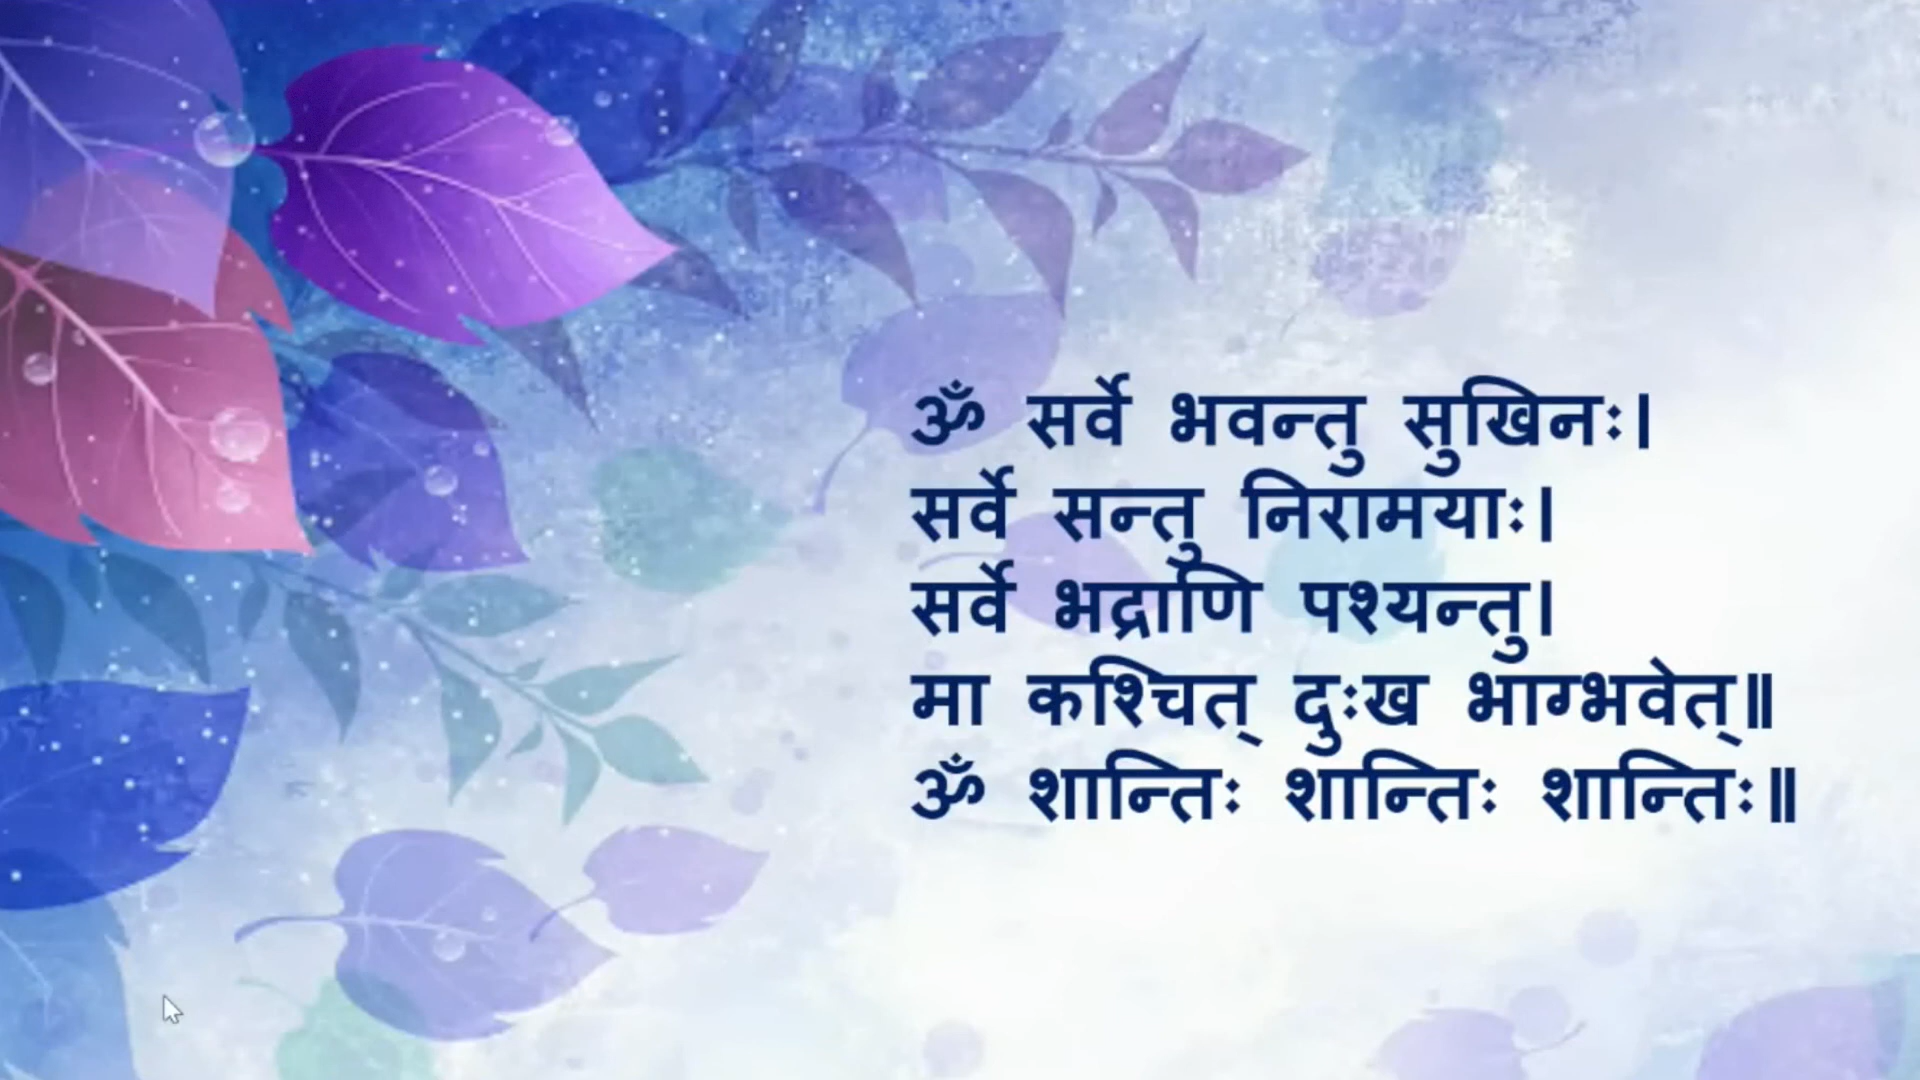 ॐ सर्वे भवन्तु सुखिनः।
सर्वे सन्तु निरामयाः।
सर्वे भद्राणि पश्यन्तु।
मा कश्चित् दुःख भाग्भवेत्॥
ॐ शान्तिः शान्तिः शान्तिः॥